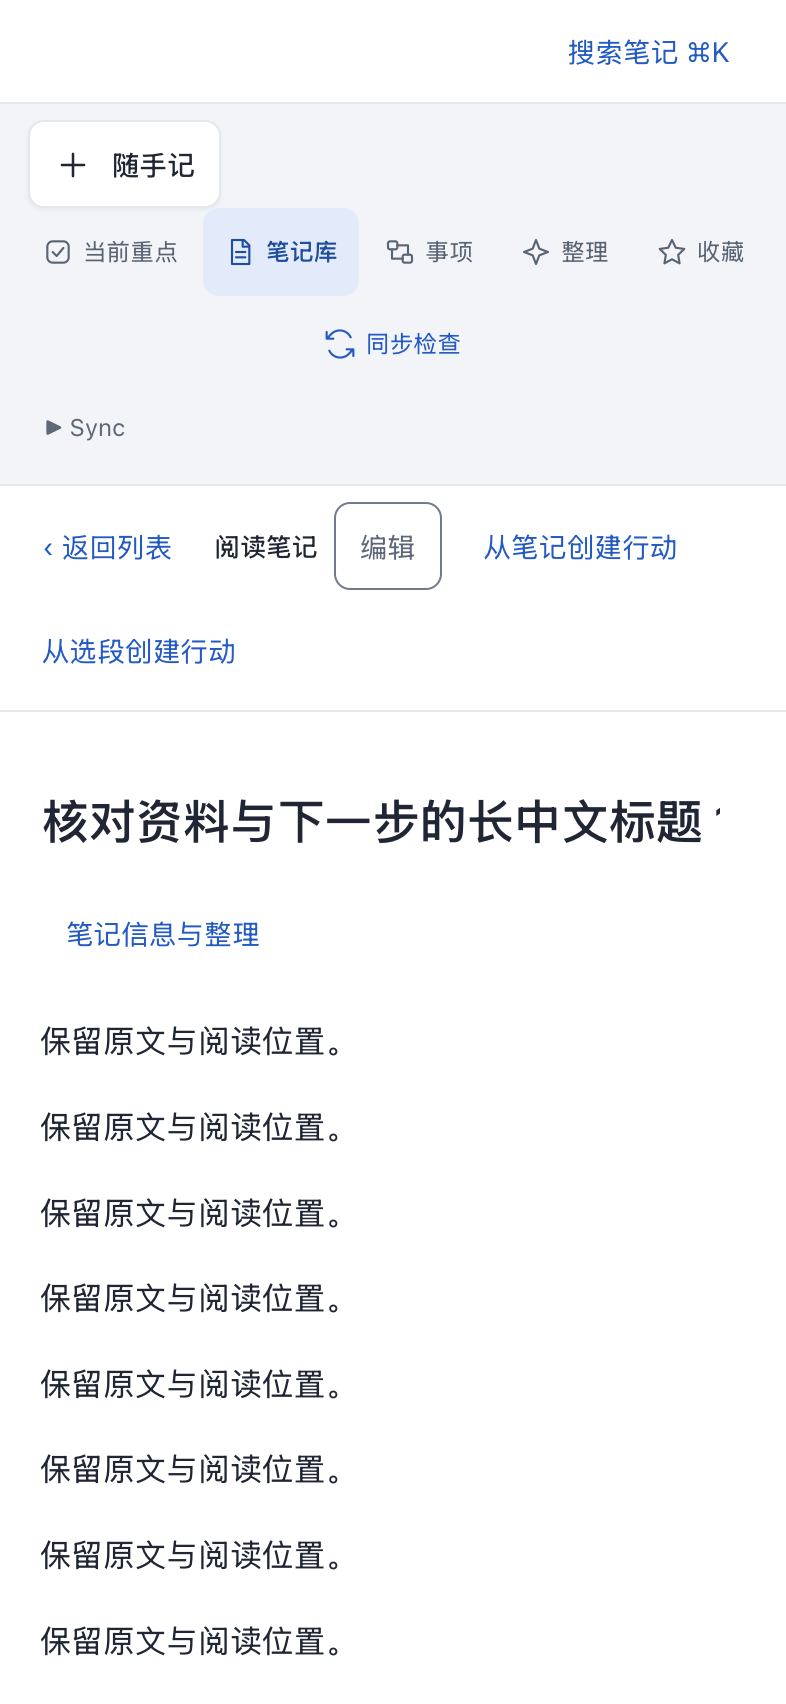 搜索笔记 ⌘K
随手记
当前重点 笔记库 事项 整理 收藏
同步检查
Sync
‹ 返回列表 阅读笔记 编辑 从笔记创建行动
从选段创建行动
核对资料与下一步的长中文标题
笔记信息与整理
保留原文与阅读位置。
保留原文与阅读位置。
保留原文与阅读位置。
保留原文与阅读位置。
保留原文与阅读位置。
保留原文与阅读位置。
保留原文与阅读位置。
保留原文与阅读位置。